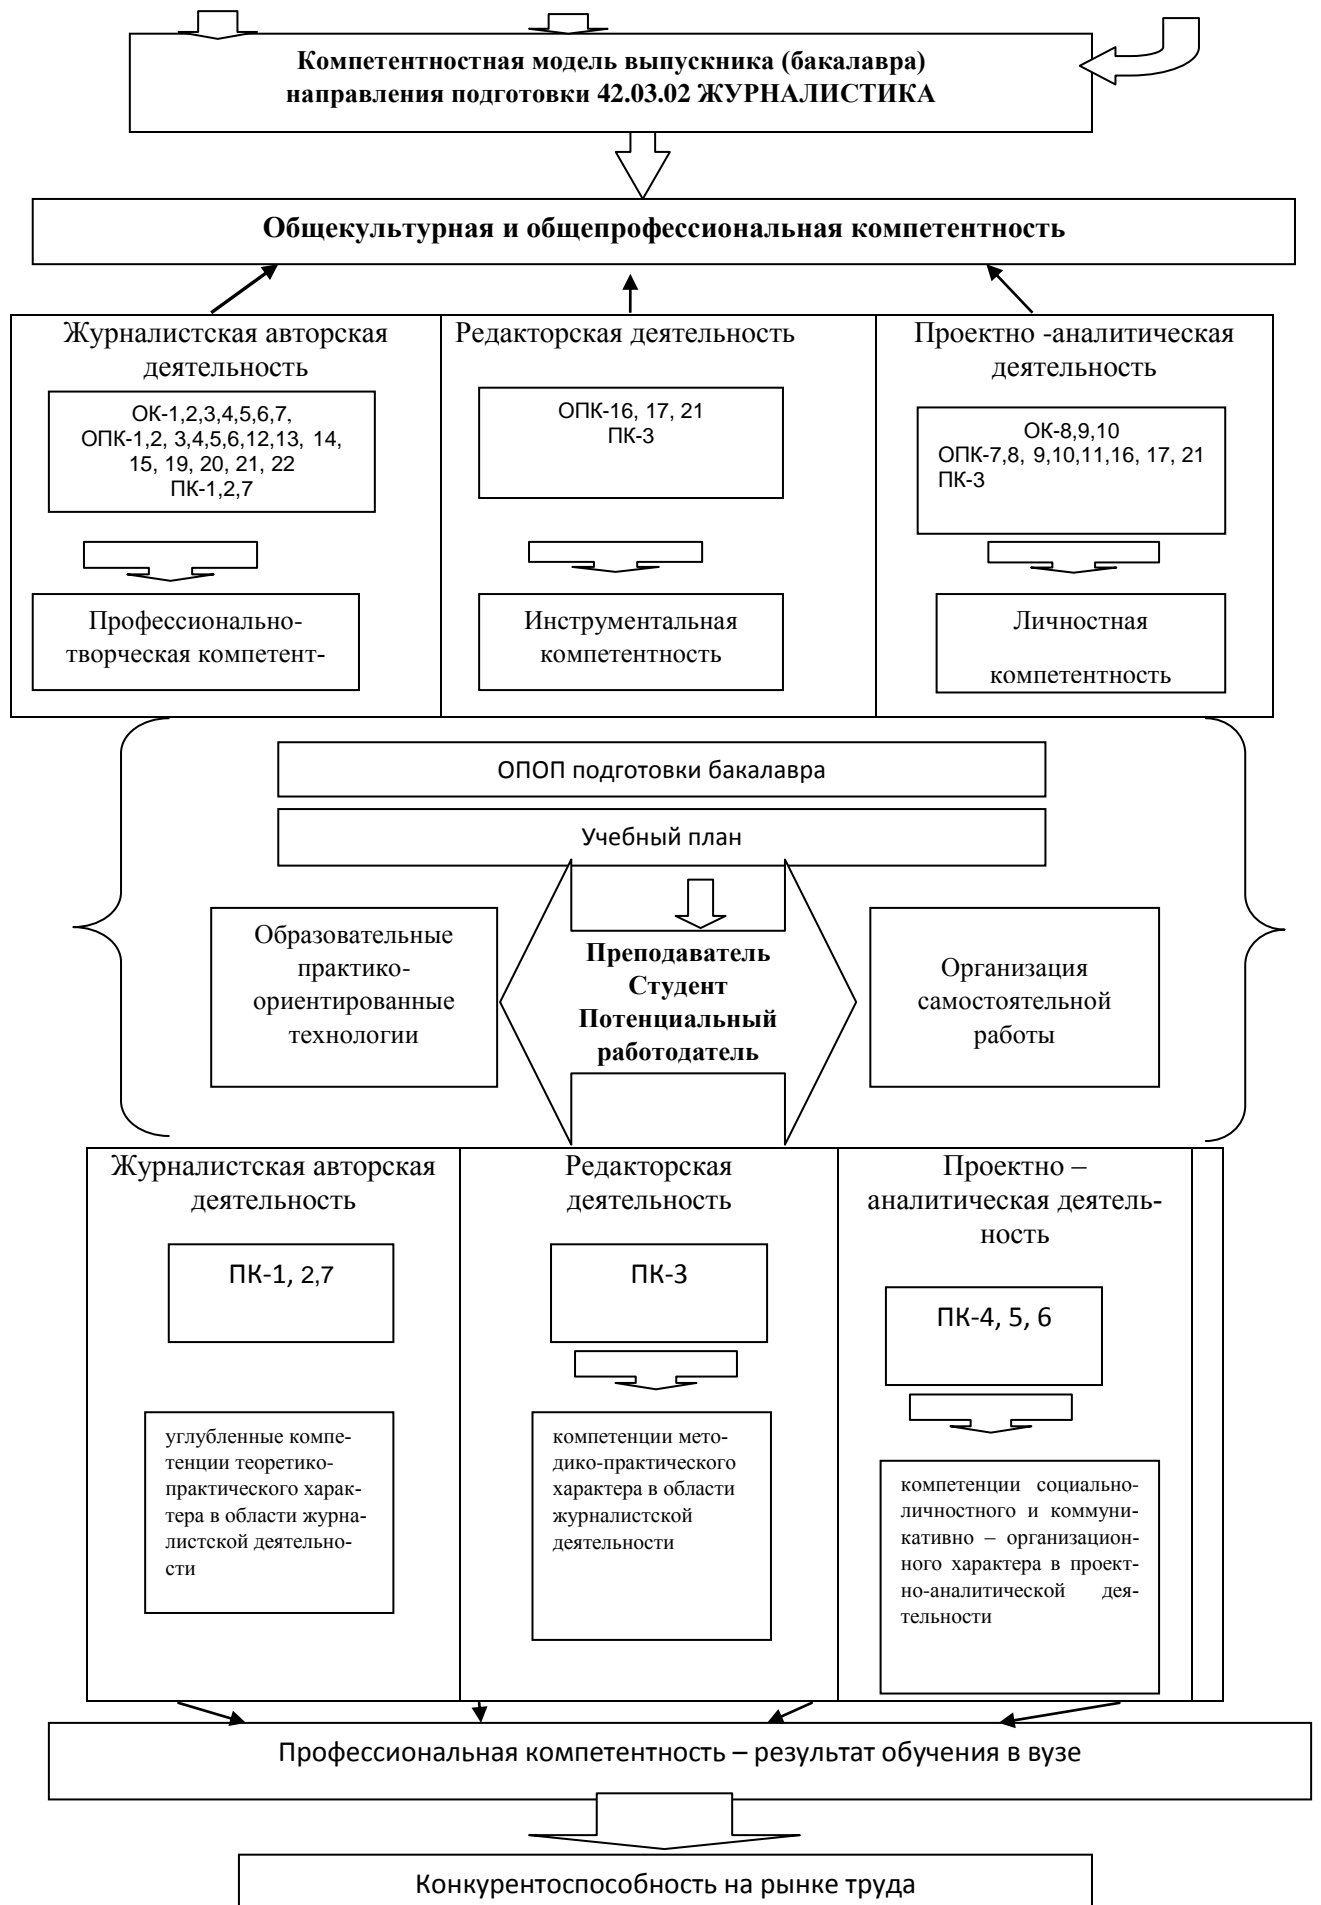 Компетентностная модель выпускника (бакалавра)
направления подготовки 42.03.02 ЖУРНАЛИСТИКА
Общекультурная и общепрофессиональная компетентность
Журналистская авторская
деятельность
ОК-1,2,3,4,5,6,7,
ОПК-1,2, 3,4,5,6,12,13, 14,
15, 19, 20, 21, 22
ПК-1,2,7
Профессионально-
творческая компетент-
Редакторская деятельность
ОПК-16, 17, 21
ПК-3
Инструментальная
компетентность
Проектно -аналитическая
деятельность
ОК-8,9,10
ОПК-7,8, 9,10,11,16, 17, 21
ПК-3
Личностная
компетентность
ОПОП подготовки бакалавра
Учебный план
Образовательные
практико-
ориентированные
технологии
Преподаватель
Студент
Потенциальный
работодатель
Организация
самостоятельной
работы
Журналистская авторская
деятельность
ПК-1, 2,7
углубленные компе-
тенции теоретико-
практического харак-
тера в области журна-
листской деятельно-
сти
Редакторская
деятельность
ПК-3
компетенции мето-
дико-практического
характера в области
журналистской
деятельности
Проектно –
аналитическая деятель-
ность
ПК-4, 5, 6
компетенции социально-
личностного и коммуни-
кативно – организацион-
ного характера в проект-
но-аналитической дея-
тельности
Профессиональная компетентность – результат обучения в вузе
Конкурентоспособность на рынке труда